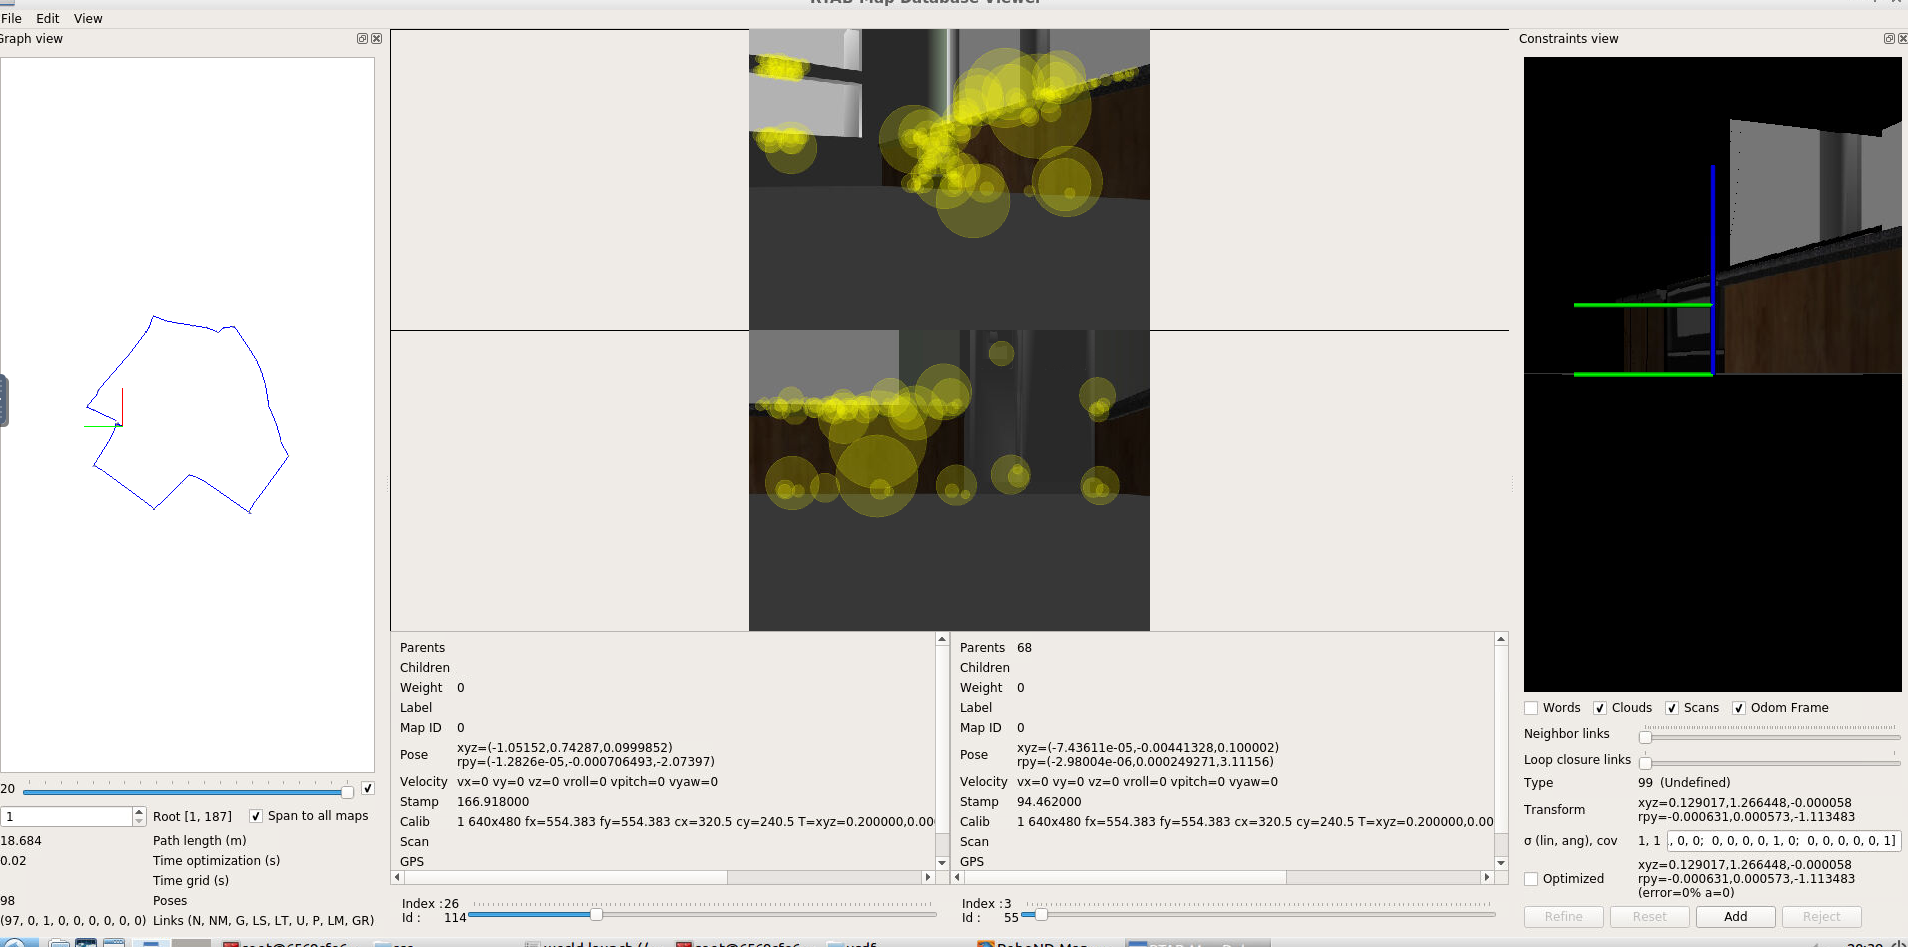 RTAB-Map Database Viewer
File Edit View
Graph view
Constraints view
20
1
Root [1, 187]
Span to all maps
18.684
Path length (m)
0.02
Time optimization (s)
Time grid (s)
98
Poses
(97, 0, 1, 0, 0, 0, 0, 0, 0)
Links (N, NM, G, LS, LT, U, P, LM, GR)
Parents
Children
Weight 0
Label
Map ID 0
Pose xyz=(-1.05152,0.74287,0.0999852)
rpy=(-1.2826e-05,-0.000706493,-2.07397)
Velocity vx=0 vy=0 vz=0 vroll=0 vpitch=0 vyaw=0
Stamp 166.918000
Calib 1 640x480 fx=554.383 fy=554.383 cx=320.5 cy=240.5 T=xyz=0.200000,0.00
Scan
GPS
Index :26
Id : 114
Parents 68
Children
Weight 0
Label
Map ID 0
Pose xyz=(-7.43611e-05,-0.00441328,0.100002)
rpy=(-2.98004e-06,0.000249271,3.11156)
Velocity vx=0 vy=0 vz=0 vroll=0 vpitch=0 vyaw=0
Stamp 94.462000
Calib 1 640x480 fx=554.383 fy=554.383 cx=320.5 cy=240.5 T=xyz=0.200000,0.00
Scan
GPS
Index :3
Id : 55
Words Clouds Scans Odom Frame
Neighbor links
Loop closure links
Type 99 (Undefined)
Transform xyz=0.129017,1.266448,-0.000058
rpy=-0.000631,0.000573,-1.113483
σ (lin, ang), cov 1, 1 ., 0, 0; 0, 0, 0, 0, 1, 0; 0, 0, 0, 0, 0, 1]
Optimized xyz=0.129017,1.266448,-0.000058
rpy=-0.000631,0.000573,-1.113483
(error=0% a=0)
Refine Reset Add Reject